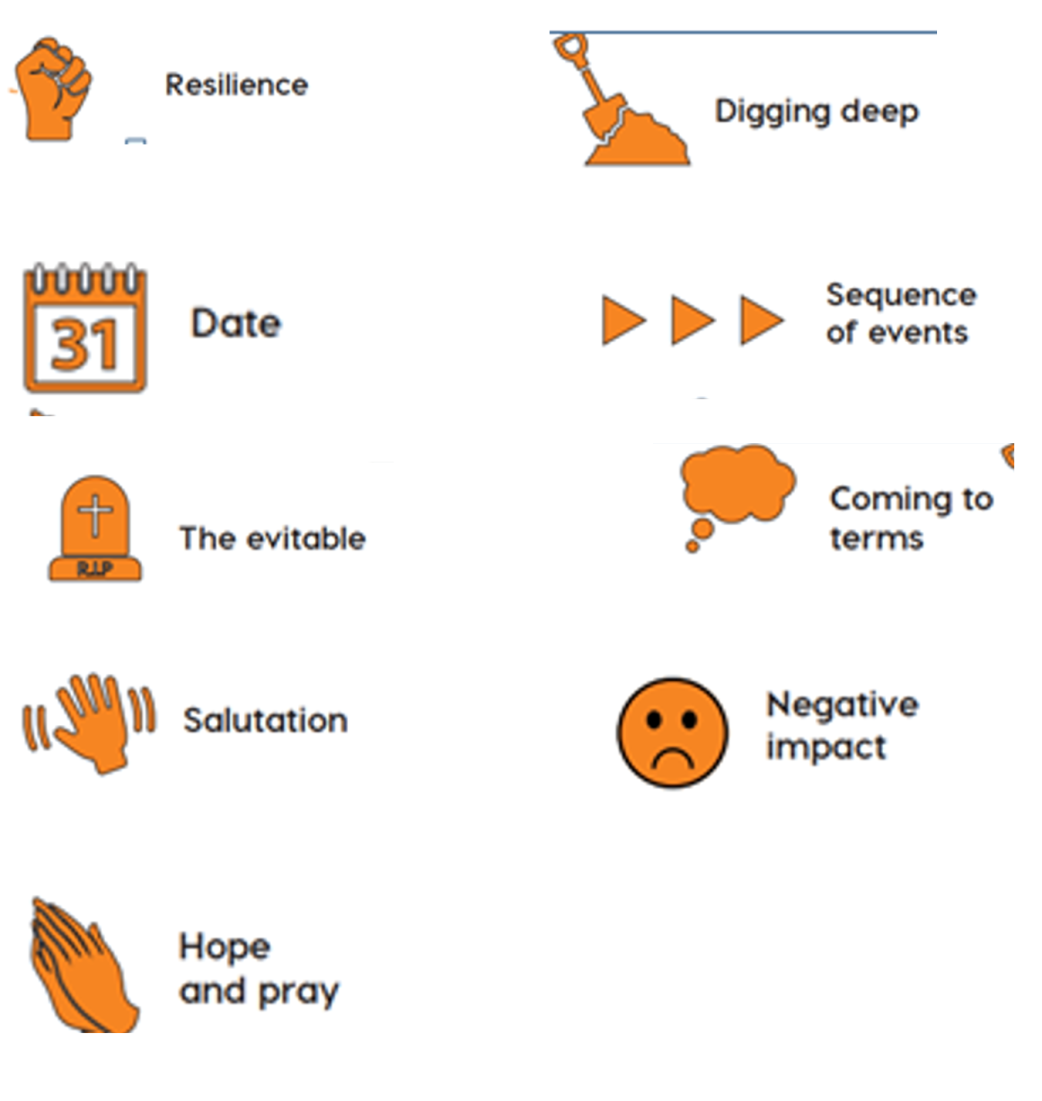 Resilience
Digging deep
31
Date
Sequence
of events
R.I.P
The evitable
Coming to
terms
Salutation
Negative
impact
Hope
and pray